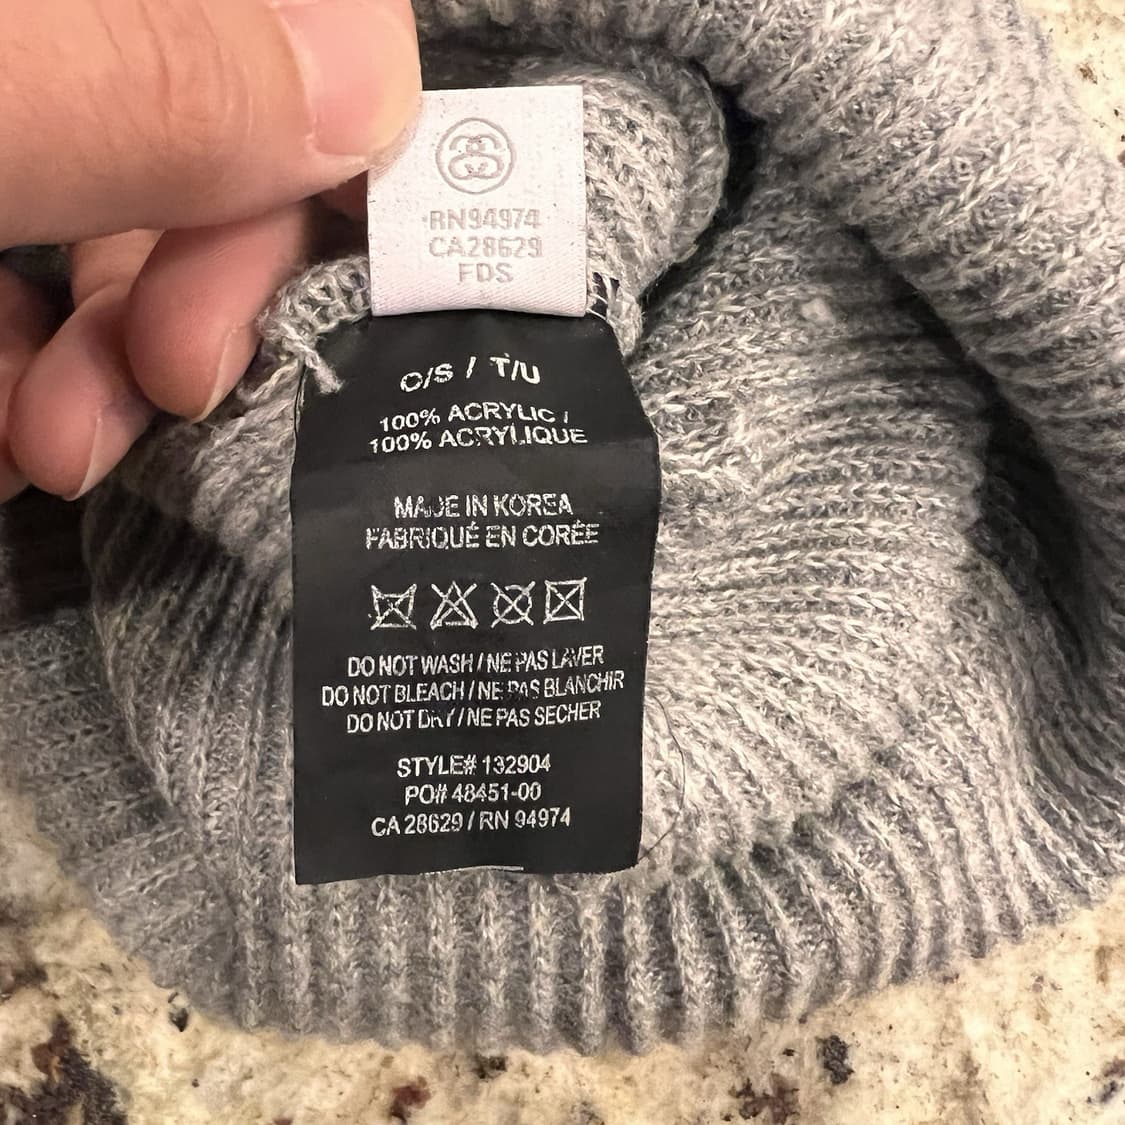 RN94974
CA28629
FDS
O/S / T/U
100% ACRYLIC /
100% ACRYLIQUE
MADE IN KOREA
FABRIQUÉ EN CORÉE
DO NOT WASH / NE PAS LAVER
DO NOT BLEACH / NE PAS BLANCHIR
DO NOT DRY / NE PAS SECHER
STYLE# 132904
PO# 48451-00
CA 28629 / RN 94974